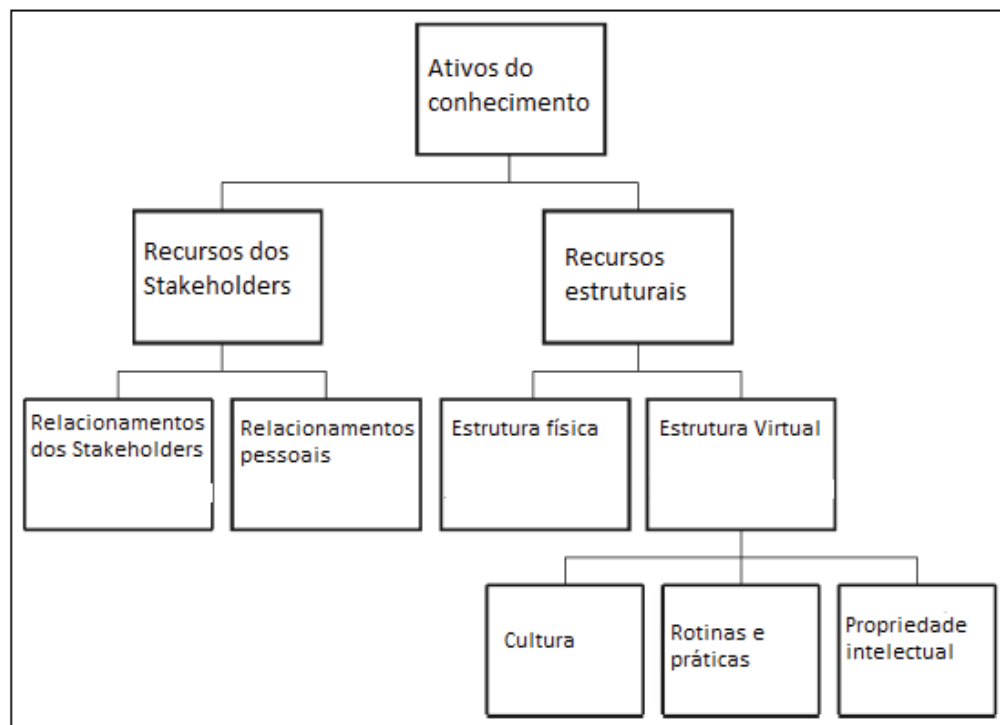 Ativos do
conhecimento
Recursos dos
Stakeholders
Recursos
estruturais
Relacionamentos
dos Stakeholders
Relacionamentos
pessoais
Estrutura física
Estrutura Virtual
Cultura
Rotinas e
práticas
Propriedade
intelectual